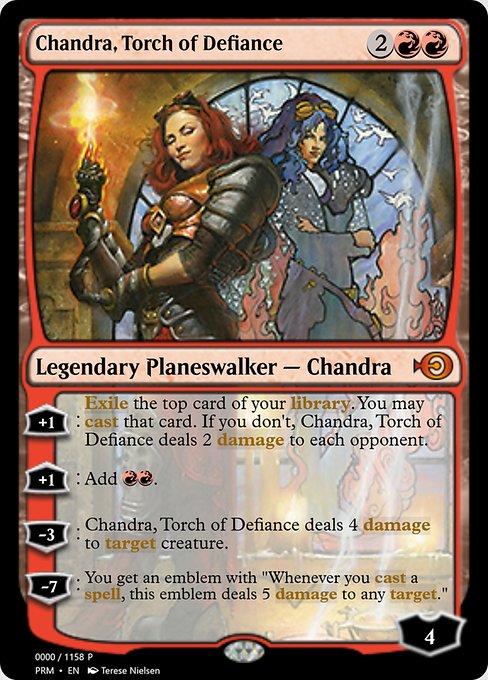 Chandra, Torch of Defiance 2
Legendary Planeswalker — Chandra
+1 : Exile the top card of your library. You may
cast that card. If you don't, Chandra, Torch of
Defiance deals 2 damage to each opponent.
+1 : Add .
-3 : Chandra, Torch of Defiance deals 4 damage
to target creature.
-7 : You get an emblem with "Whenever you cast a
spell, this emblem deals 5 damage to any target."
4
0000 / 1158 P
PRM • EN Terese Nielsen